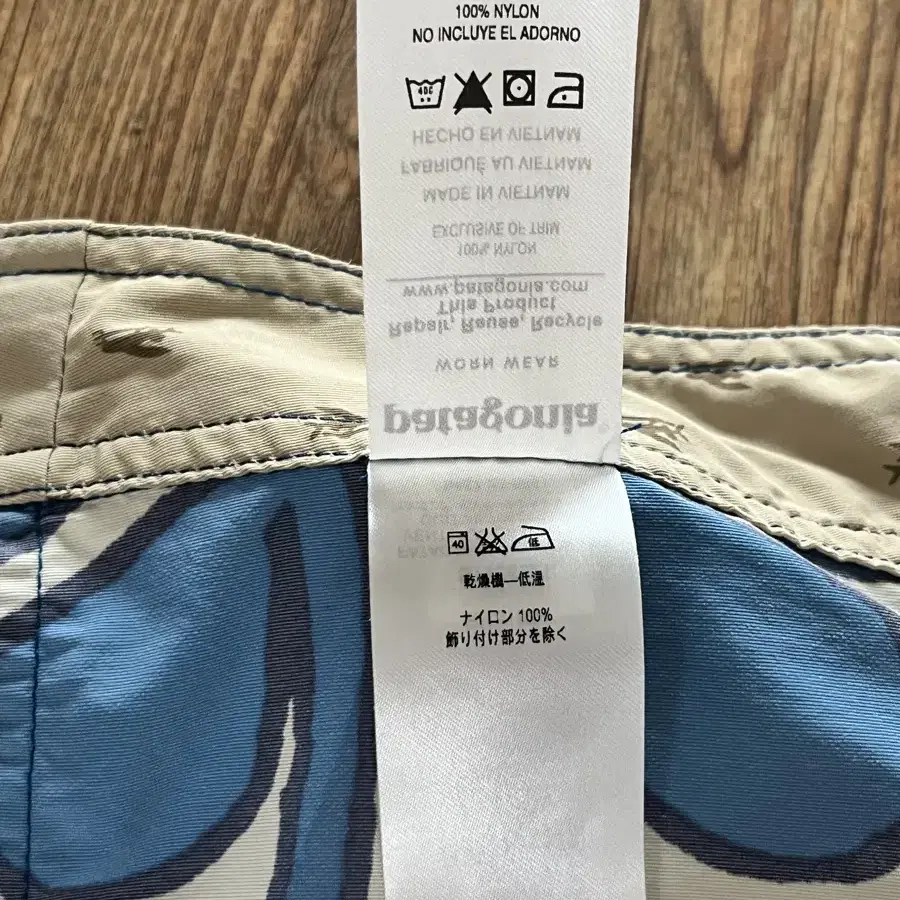 100% NYLON
NO INCLUYE EL ADORNO
40C
HECHO EN VIETNAM
FABRIQUÉ AU VIETNAM
MADE IN VIETNAM
EXCLUSIVE OF TRIM
100% NYLON
www.patagonia.com
This Product
Repair, Reuse, Recycle
WORN WEAR
patagonia®
40 低
乾燥機—低温
ナイロン 100%
飾り付け部分を除く